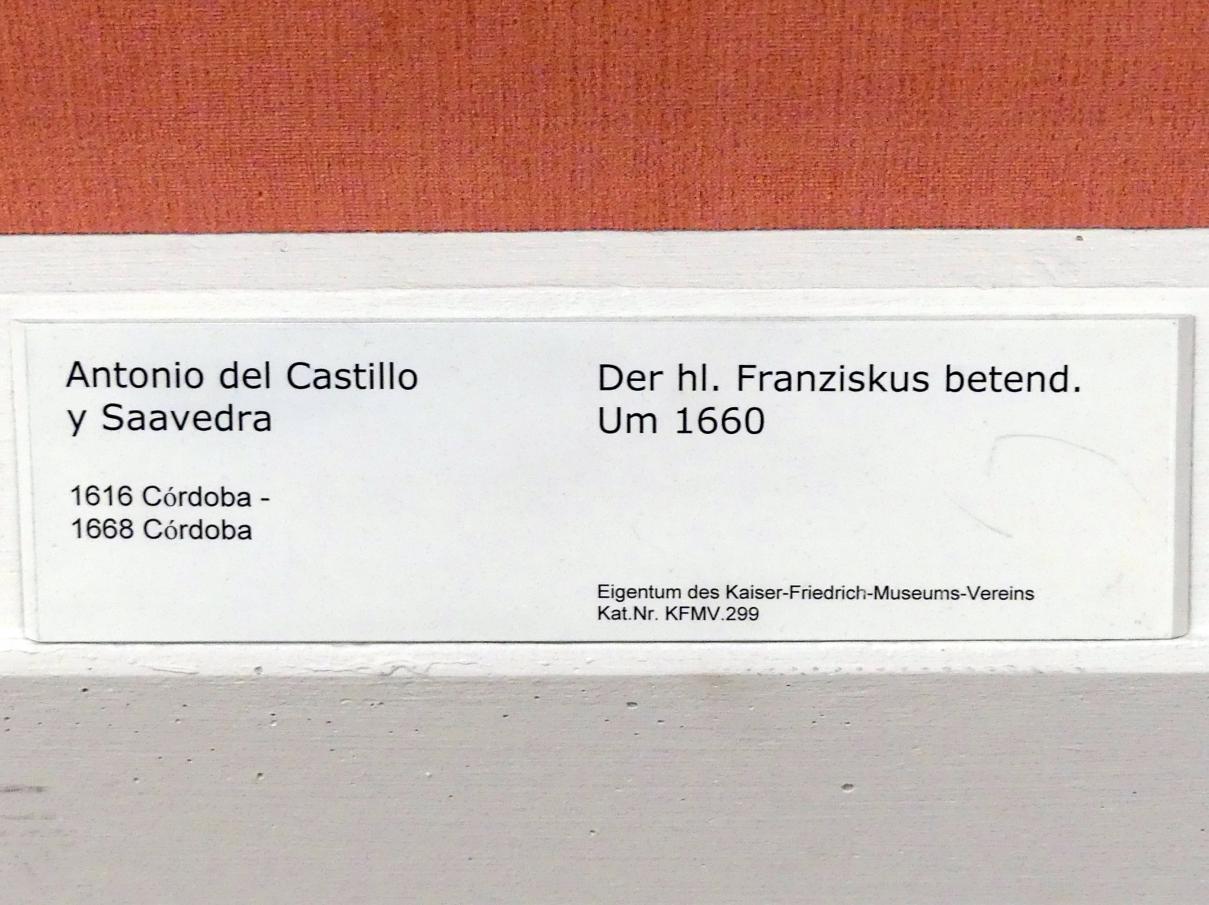 Antonio del Castillo
y Saavedra
1616 Córdoba -
1668 Córdoba
Der hl. Franziskus betend.
Um 1660
Eigentum des Kaiser-Friedrich-Museums-Vereins
Kat.Nr. KFMV.299